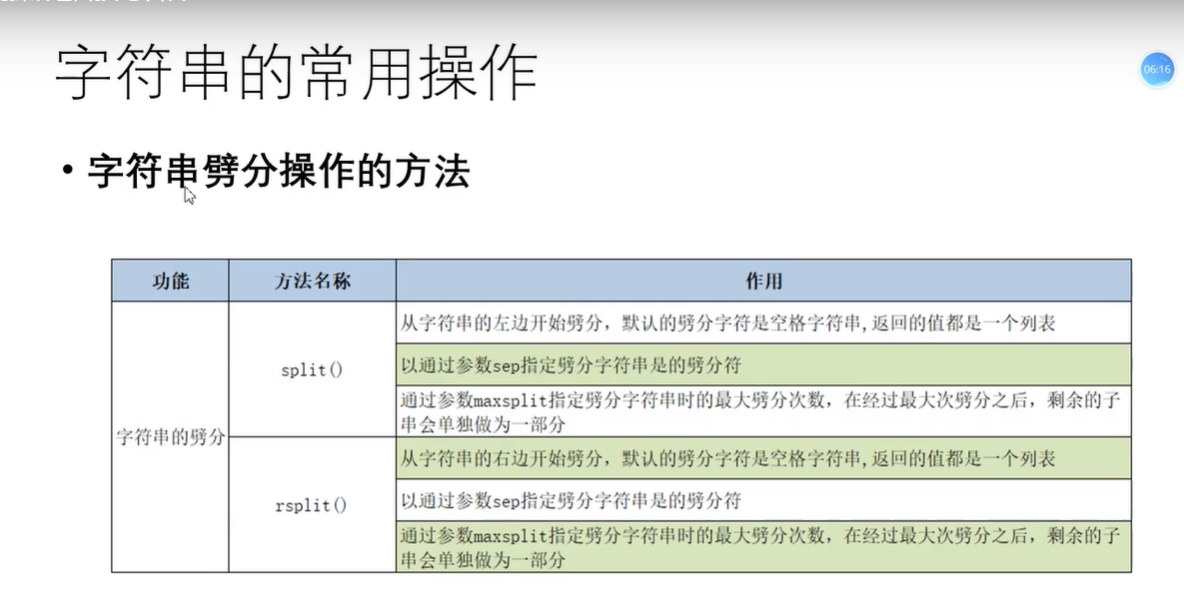 字符串的常用操作
06:16
• 字符串劈分操作的方法
功能 方法名称 作用
字符串的劈分
split()
从字符串的左边开始劈分，默认的劈分字符是空格字符串,返回的值都是一个列表
以通过参数sep指定劈分字符串是的劈分符
通过参数maxsplit指定劈分字符串时的最大劈分次数，在经过最大次劈分之后，剩余的子
串会单独做为一部分
rsplit()
从字符串的右边开始劈分，默认的劈分字符是空格字符串,返回的值都是一个列表
以通过参数sep指定劈分字符串是的劈分符
通过参数maxsplit指定劈分字符串时的最大劈分次数，在经过最大次劈分之后，剩余的子
串会单独做为一部分